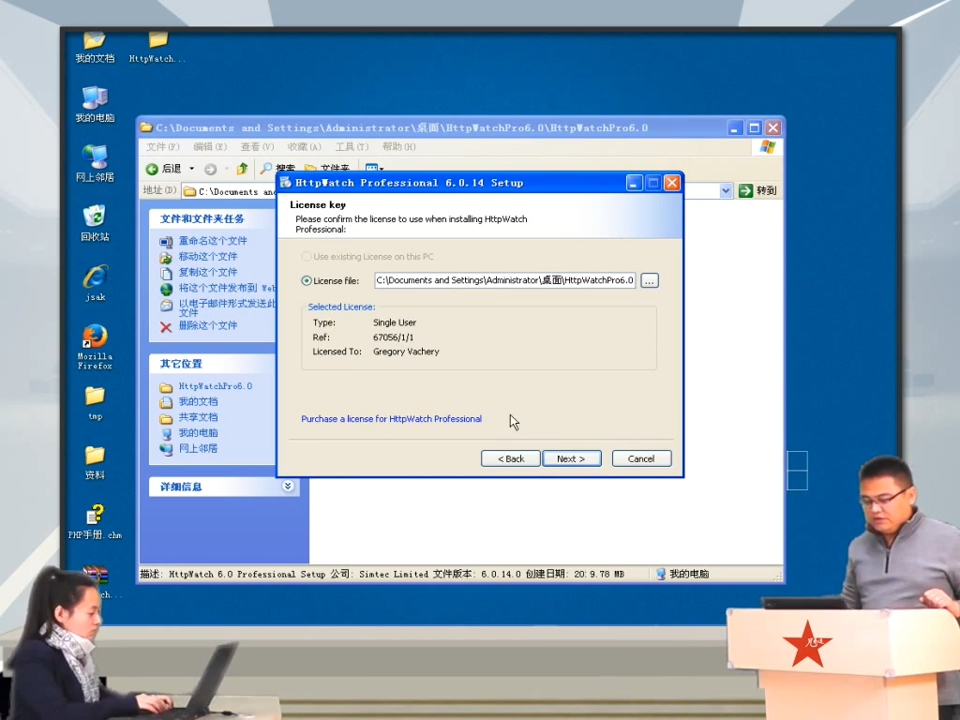 我的文档
HttpWatch...
我的电脑
网上邻居
回收站
jsak
Mozilla
Firefox
tmp
资料
PHP手册.chm
C:\Documents and Settings\Administrator\桌面\HttpWatchPro6.0\HttpWatchPro6.0
文件(F) 编辑(E) 查看(V) 收藏(A) 工具(T) 帮助(H)
后退 搜索 文件夹
地址(D) C:\Documents and 转到
文件和文件夹任务
重命名这个文件
移动这个文件
复制这个文件
将这个文件发布到 Web
以电子邮件形式发送此
文件
删除这个文件
其它位置
HttpWatchPro6.0
我的文档
共享文档
我的电脑
网上邻居
详细信息
HttpWatch Professional 6.0.14 Setup
License key
Please confirm the license to use when installing HttpWatch
Professional:
Use existing License on this PC
License file: C:\Documents and Settings\Administrator\桌面\HttpWatchPro6.0 ...
Selected License:
Type: Single User
Ref: 67056/1/1
Licensed To: Gregory Vachery
Purchase a license for HttpWatch Professional
< Back Next > Cancel
描述: HttpWatch 6.0 Professional Setup 公司: Simtec Limited 文件版本: 6.0.14.0 创建日期: 20 9.78 MB 我的电脑